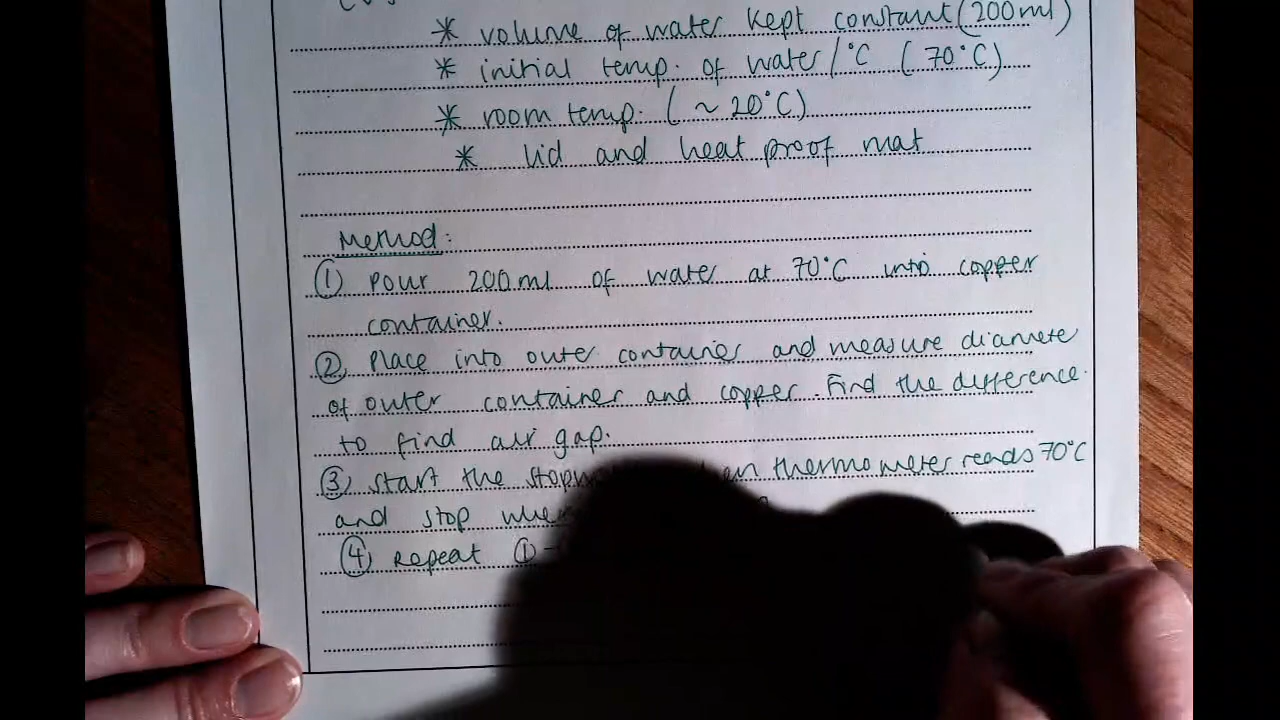 * volume of water kept constant (200ml)
* initial temp. of water /°C (70°C)
* room temp. (~20°C)
* lid and heat proof mat
Method:
① Pour 200ml of water at 70°C into copper
container.
② Place into outer container and measure diameter
of outer container and copper. Find the difference
to find air gap.
③ start the thermometer reads 70°C
and stop
④ repeat ①